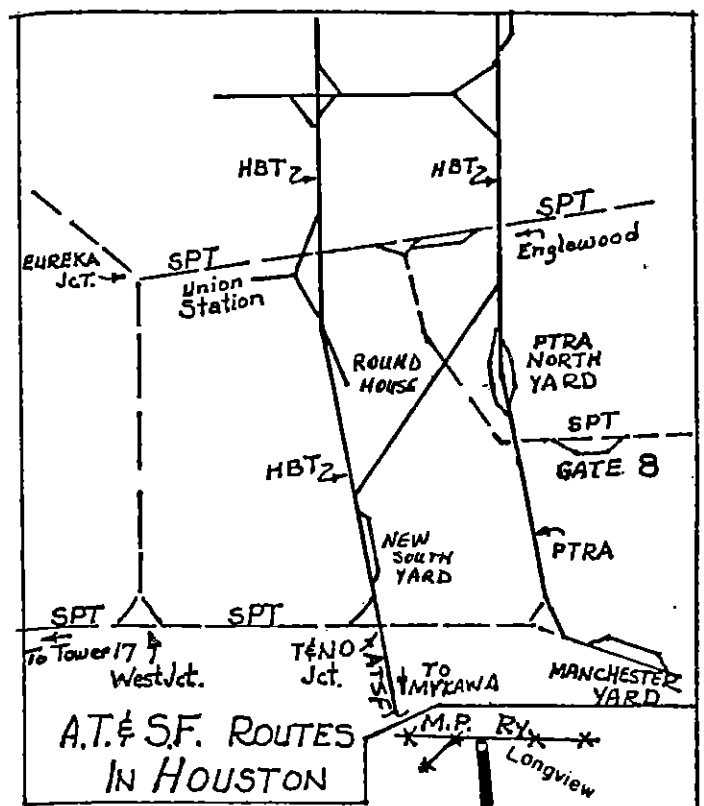 HBT
HBT
SPT
Englewood
EUREKA
Jct.
SPT
Union
Station
ROUND
HOUSE
PTRA
NORTH
YARD
SPT
GATE 8
HBT
NEW
SOUTH
YARD
PTRA
SPT
SPT
To Tower 17
West Jct.
T&NO
Jct.
AT&SF
TO
MYKAWA
MANCHESTER
YARD
A.T.& S.F. ROUTES
IN HOUSTON
M.P. RY.
Longview